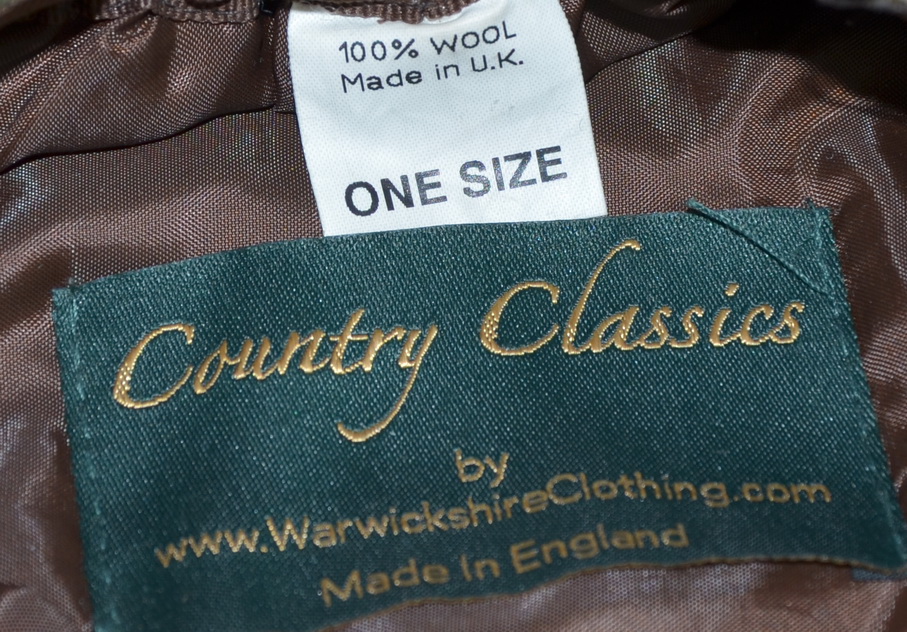 100% WOOL
Made in U.K.
ONE SIZE
Country Classics
by
www.WarwickshireClothing.com
Made In England